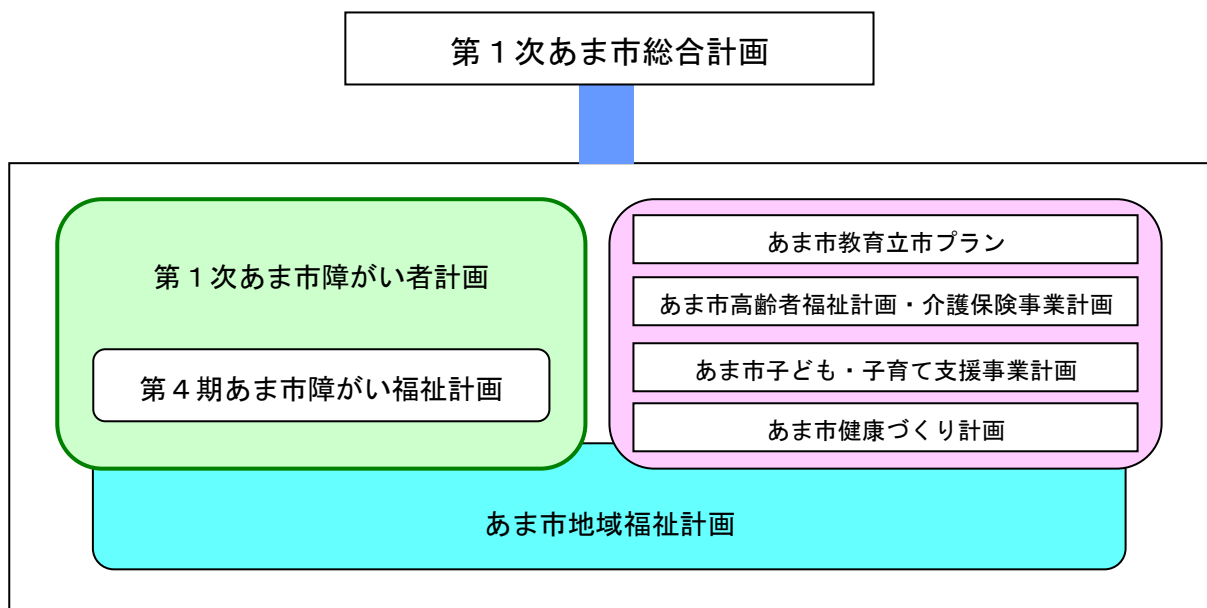 第１次あま市総合計画
第１次あま市障がい者計画
第４期あま市障がい福祉計画
あま市教育立市プラン
あま市高齢者福祉計画・介護保険事業計画
あま市子ども・子育て支援事業計画
あま市健康づくり計画
あま市地域福祉計画